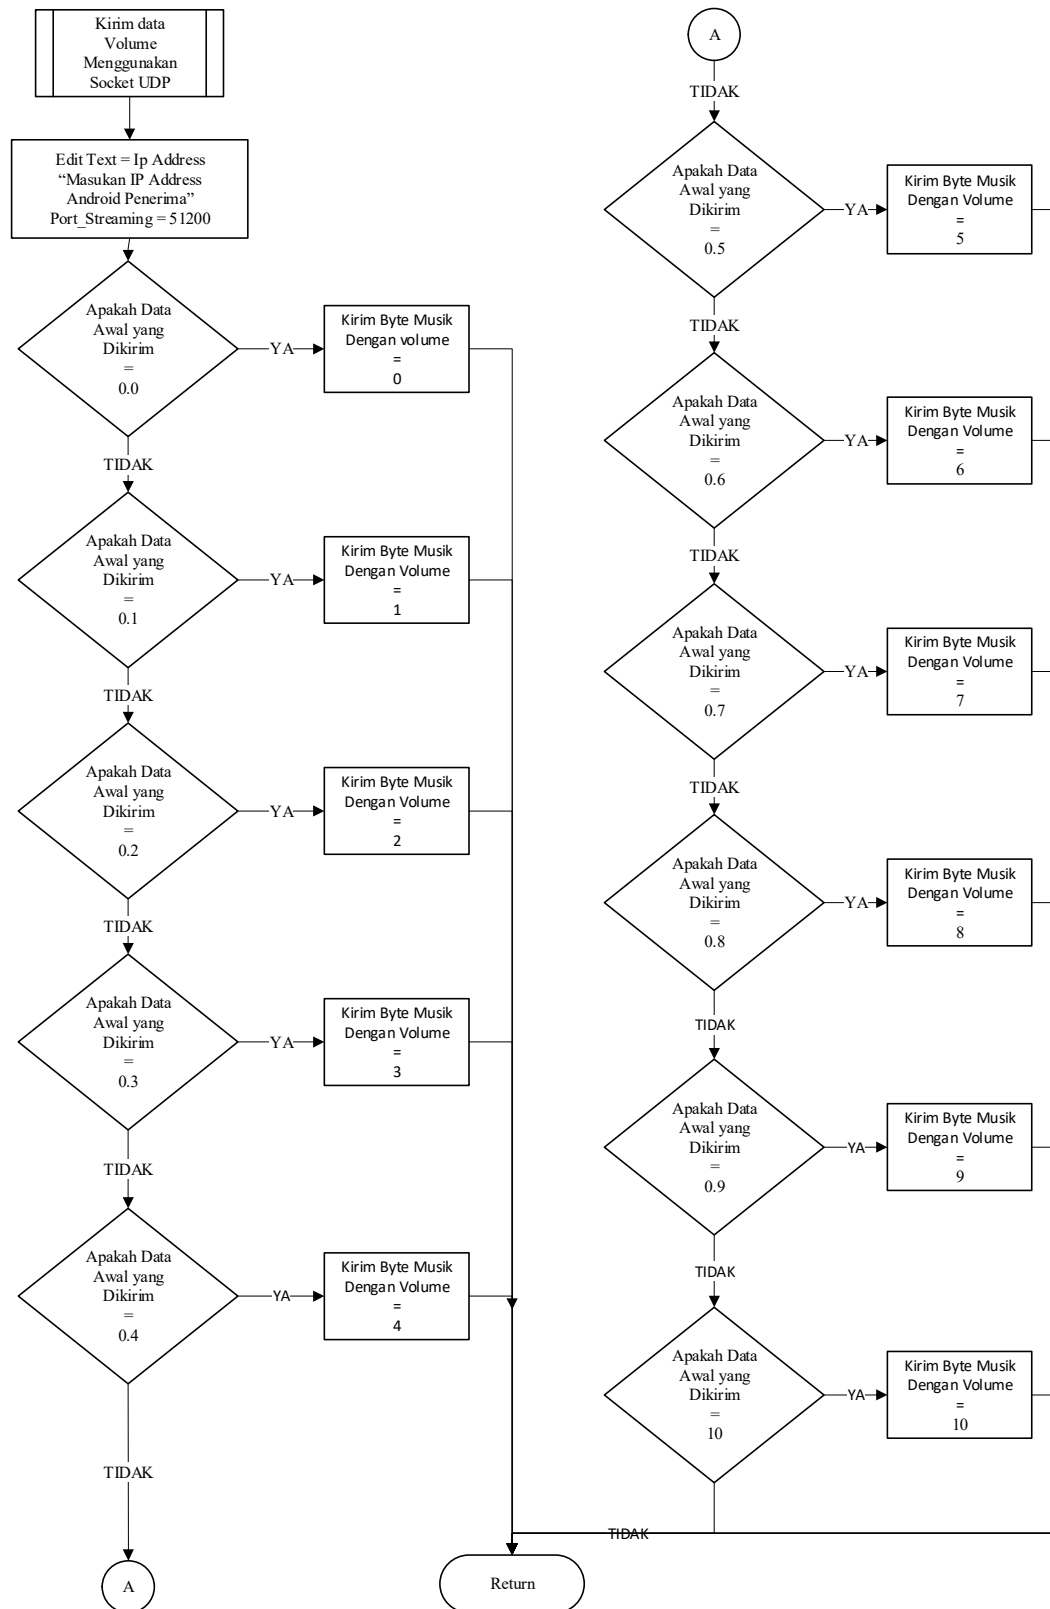 Kirim data
Volume
Menggunakan
Socket UDP
Edit Text = Ip Address
“Masukan IP Address
Android Penerima”
Port_Streaming = 51200
Apakah Data
Awal yang
Dikirim
=
0.0
YA
Kirim Byte Musik
Dengan volume
=
0
TIDAK
Apakah Data
Awal yang
Dikirim
=
0.1
YA
Kirim Byte Musik
Dengan Volume
=
1
TIDAK
Apakah Data
Awal yang
Dikirim
=
0.2
YA
Kirim Byte Musik
Dengan Volume
=
2
TIDAK
Apakah Data
Awal yang
Dikirim
=
0.3
YA
Kirim Byte Musik
Dengan Volume
=
3
TIDAK
Apakah Data
Awal yang
Dikirim
=
0.4
YA
Kirim Byte Musik
Dengan Volume
=
4
TIDAK
A
A
TIDAK
Apakah Data
Awal yang
Dikirim
=
0.5
YA
Kirim Byte Musik
Dengan Volume
=
5
TIDAK
Apakah Data
Awal yang
Dikirim
=
0.6
YA
Kirim Byte Musik
Dengan Volume
=
6
TIDAK
Apakah Data
Awal yang
Dikirim
=
0.7
YA
Kirim Byte Musik
Dengan Volume
=
7
TIDAK
Apakah Data
Awal yang
Dikirim
=
0.8
YA
Kirim Byte Musik
Dengan Volume
=
8
TIDAK
Apakah Data
Awal yang
Dikirim
=
0.9
YA
Kirim Byte Musik
Dengan Volume
=
9
TIDAK
Apakah Data
Awal yang
Dikirim
=
10
YA
Kirim Byte Musik
Dengan Volume
=
10
TIDAK
Return